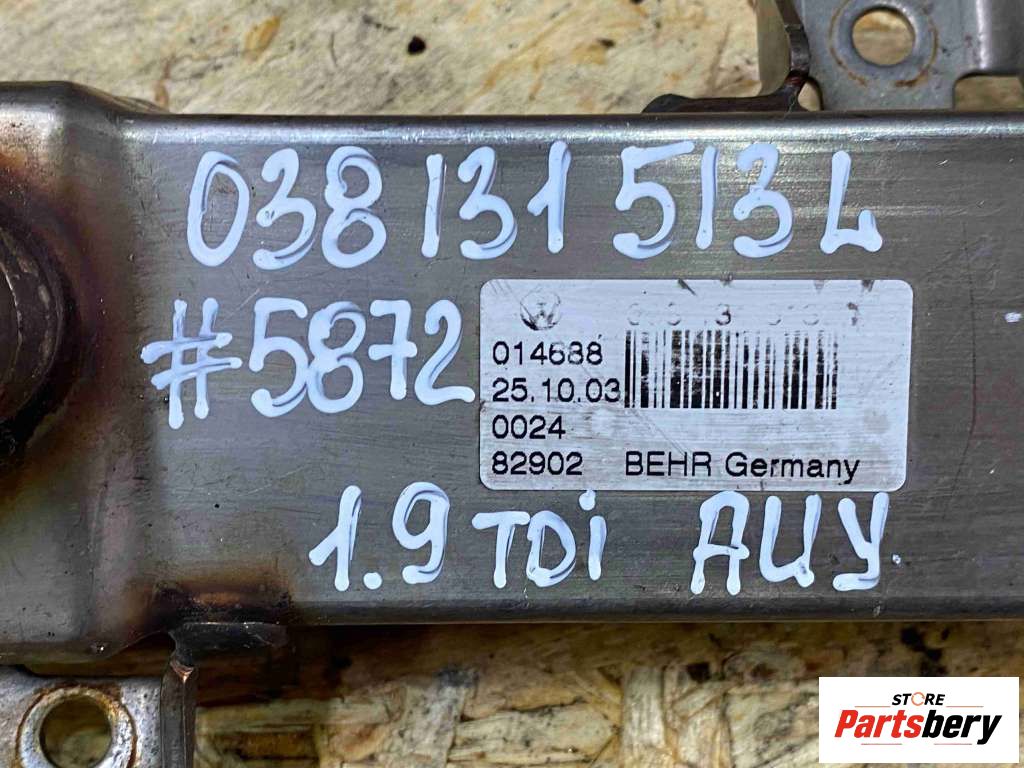 038 131 513 L
#5872
014688
25.10.03
0024
82902 BEHR Germany
1.9 TDi AUY
STORE
Partsbery